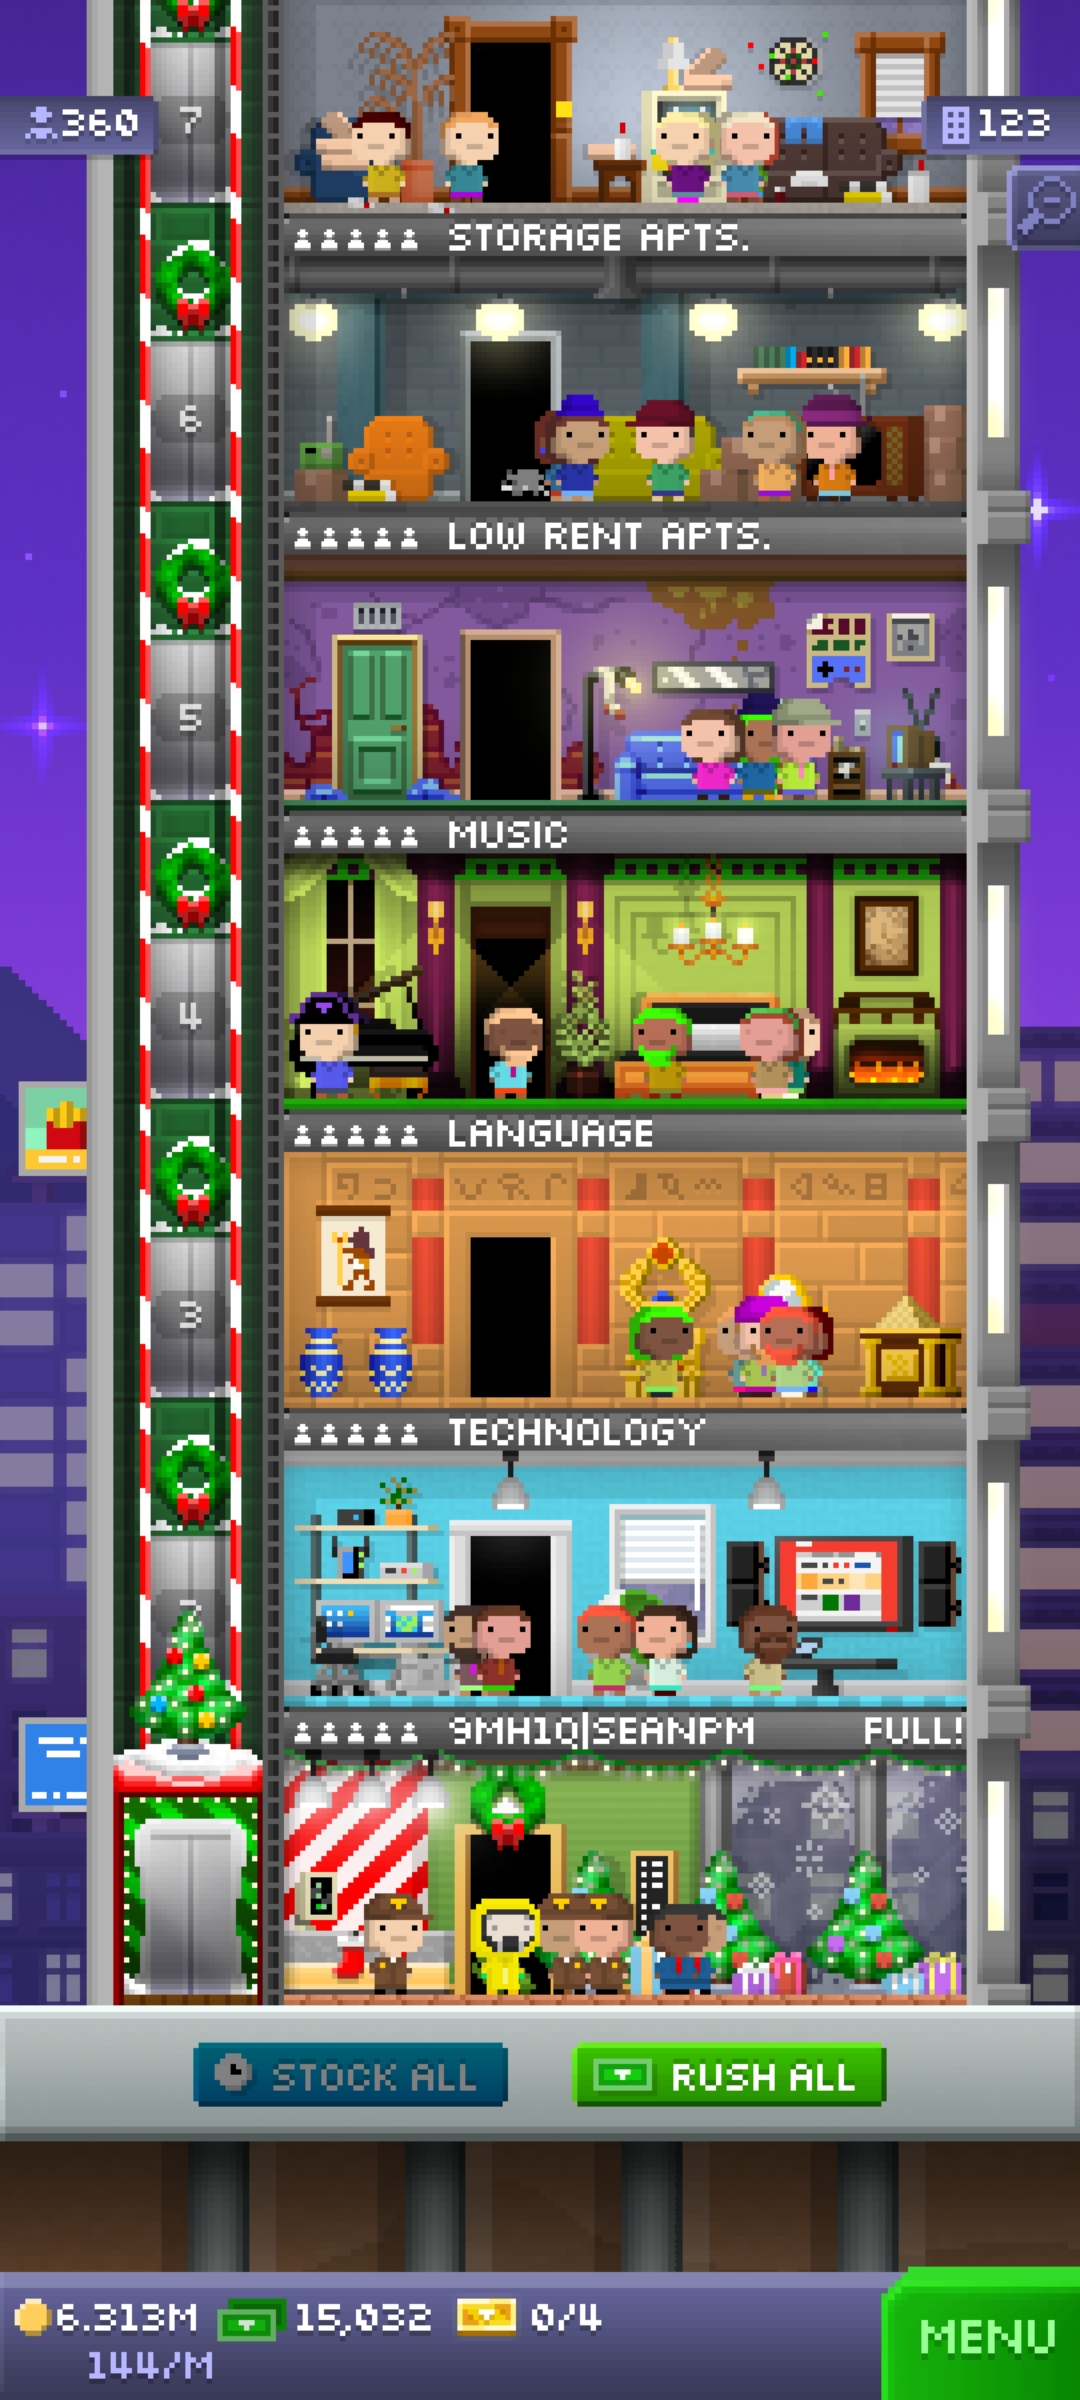 7
360
123
STORAGE APTS.
6
LOW RENT APTS.
5
MUSIC
4
LANGUAGE
3
TECHNOLOGY
9MH1Q|SEANPM FULL!
STOCK ALL
RUSH ALL
6.313M 15,032 0/4
144/M
MENU